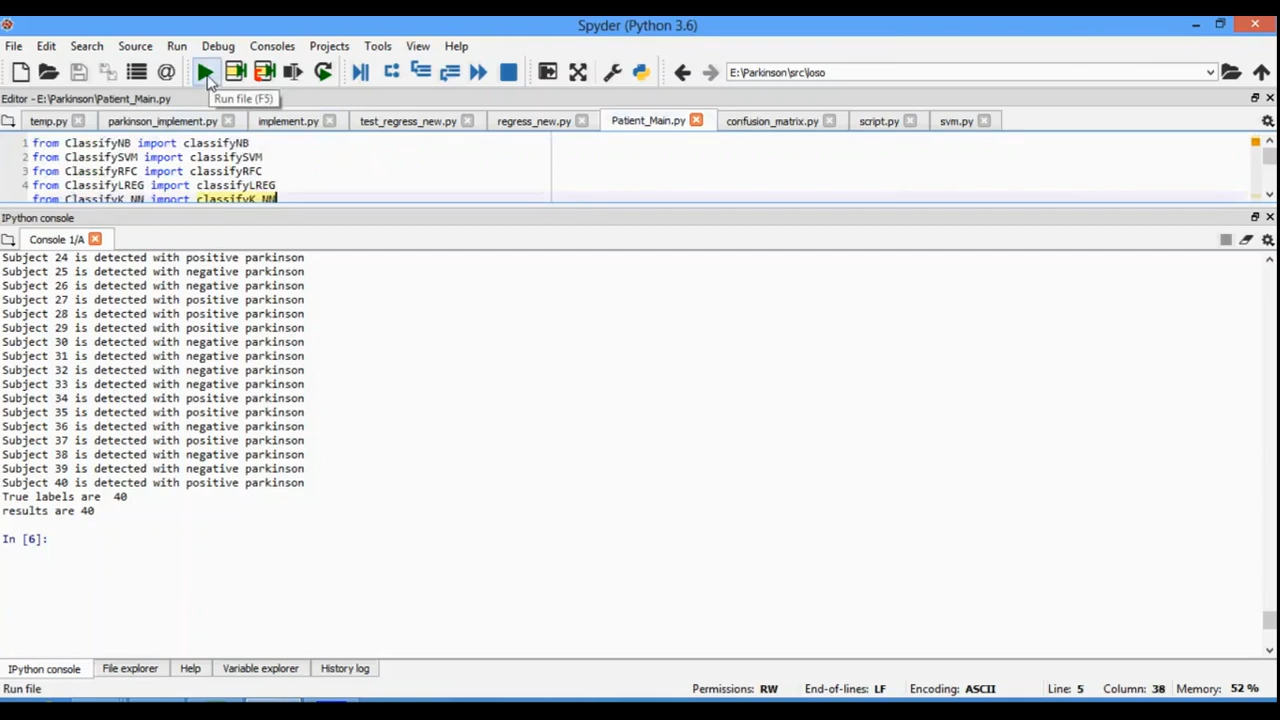 Spyder (Python 3.6)
File Edit Search Source Run Debug Consoles Projects Tools View Help
E:\Parkinson\src\loso
Editor - E:\Parkinson\Patient_Main.py
Run file (F5)
temp.py parkinson_implement.py implement.py test_regress_new.py regress_new.py Patient_Main.py confusion_matrix.py script.py svm.py
1 from ClassifyNB import classifyNB
2 from ClassifySVM import classifySVM
3 from ClassifyRFC import classifyRFC
4 from ClassifyLREG import classifyLREG
from ClassifyK_NN import classifyK_NN
IPython console
Console 1/A
Subject 24 is detected with positive parkinson
Subject 25 is detected with negative parkinson
Subject 26 is detected with negative parkinson
Subject 27 is detected with positive parkinson
Subject 28 is detected with positive parkinson
Subject 29 is detected with positive parkinson
Subject 30 is detected with negative parkinson
Subject 31 is detected with negative parkinson
Subject 32 is detected with negative parkinson
Subject 33 is detected with negative parkinson
Subject 34 is detected with positive parkinson
Subject 35 is detected with positive parkinson
Subject 36 is detected with negative parkinson
Subject 37 is detected with positive parkinson
Subject 38 is detected with negative parkinson
Subject 39 is detected with negative parkinson
Subject 40 is detected with positive parkinson
True labels are  40
results are 40
In [6]:
IPython console File explorer Help Variable explorer History log
Run file Permissions: RW End-of-lines: LF Encoding: ASCII Line: 5 Column: 38 Memory: 52 %